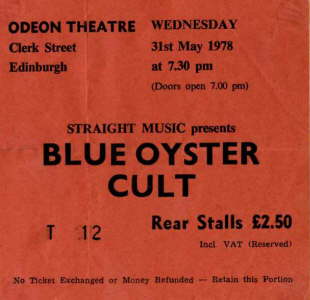 ODEON THEATRE
Clerk Street
Edinburgh
WEDNESDAY
31st May 1978
at 7.30 pm
(Doors open 7.00 pm)
STRAIGHT MUSIC presents
BLUE OYSTER
CULT
T 12
Rear Stalls £2.50
Incl. VAT (Reserved)
No Ticket Exchanged or Money Refunded — Retain this Portion